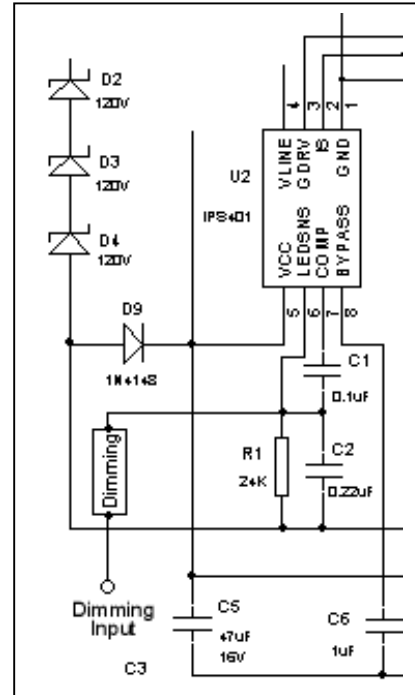 D2
120V
D3
120V
D4
120V
D9
1N4148
U2
IPS401
4
3
2
1
VLINE
GDRV
IS
GND
VCC
LEDSNS
COMP
BYPASS
5
6
7
8
C1
0.1uF
R1
24K
C2
0.22uF
Dimming
Dimming
Input
C5
47uF
16V
C3
C6
1uF